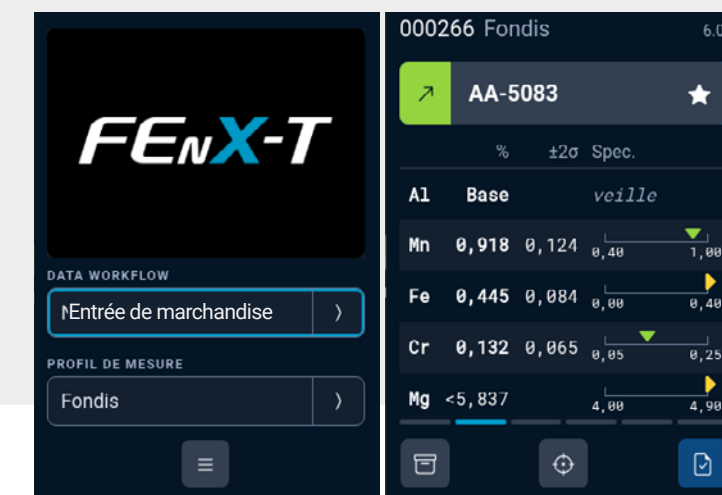 FEnX-T
DATA WORKFLOW
Entrée de marchandise
PROFIL DE MESURE
Fondis
000266 Fondis 6.0
AA-5083
% ±2σ Spec.
Al Base veille
Mn 0,918 0,124 0,40 1,00
Fe 0,445 0,084 0,00 0,40
Cr 0,132 0,065 0,05 0,25
Mg <5,837 4,00 4,90